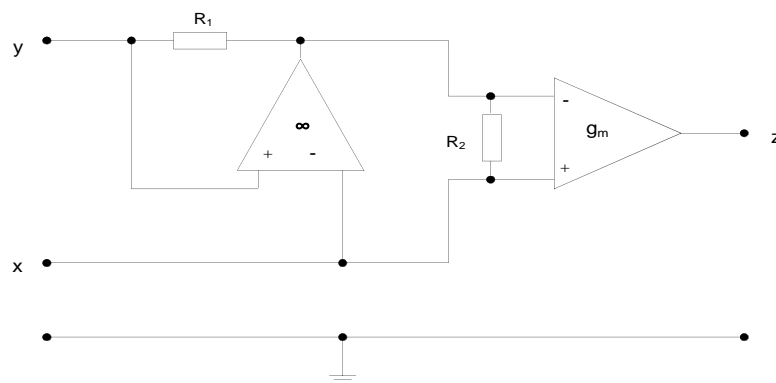 R₁
y
∞
+ -
-
R₂
gₘ
z
+
x